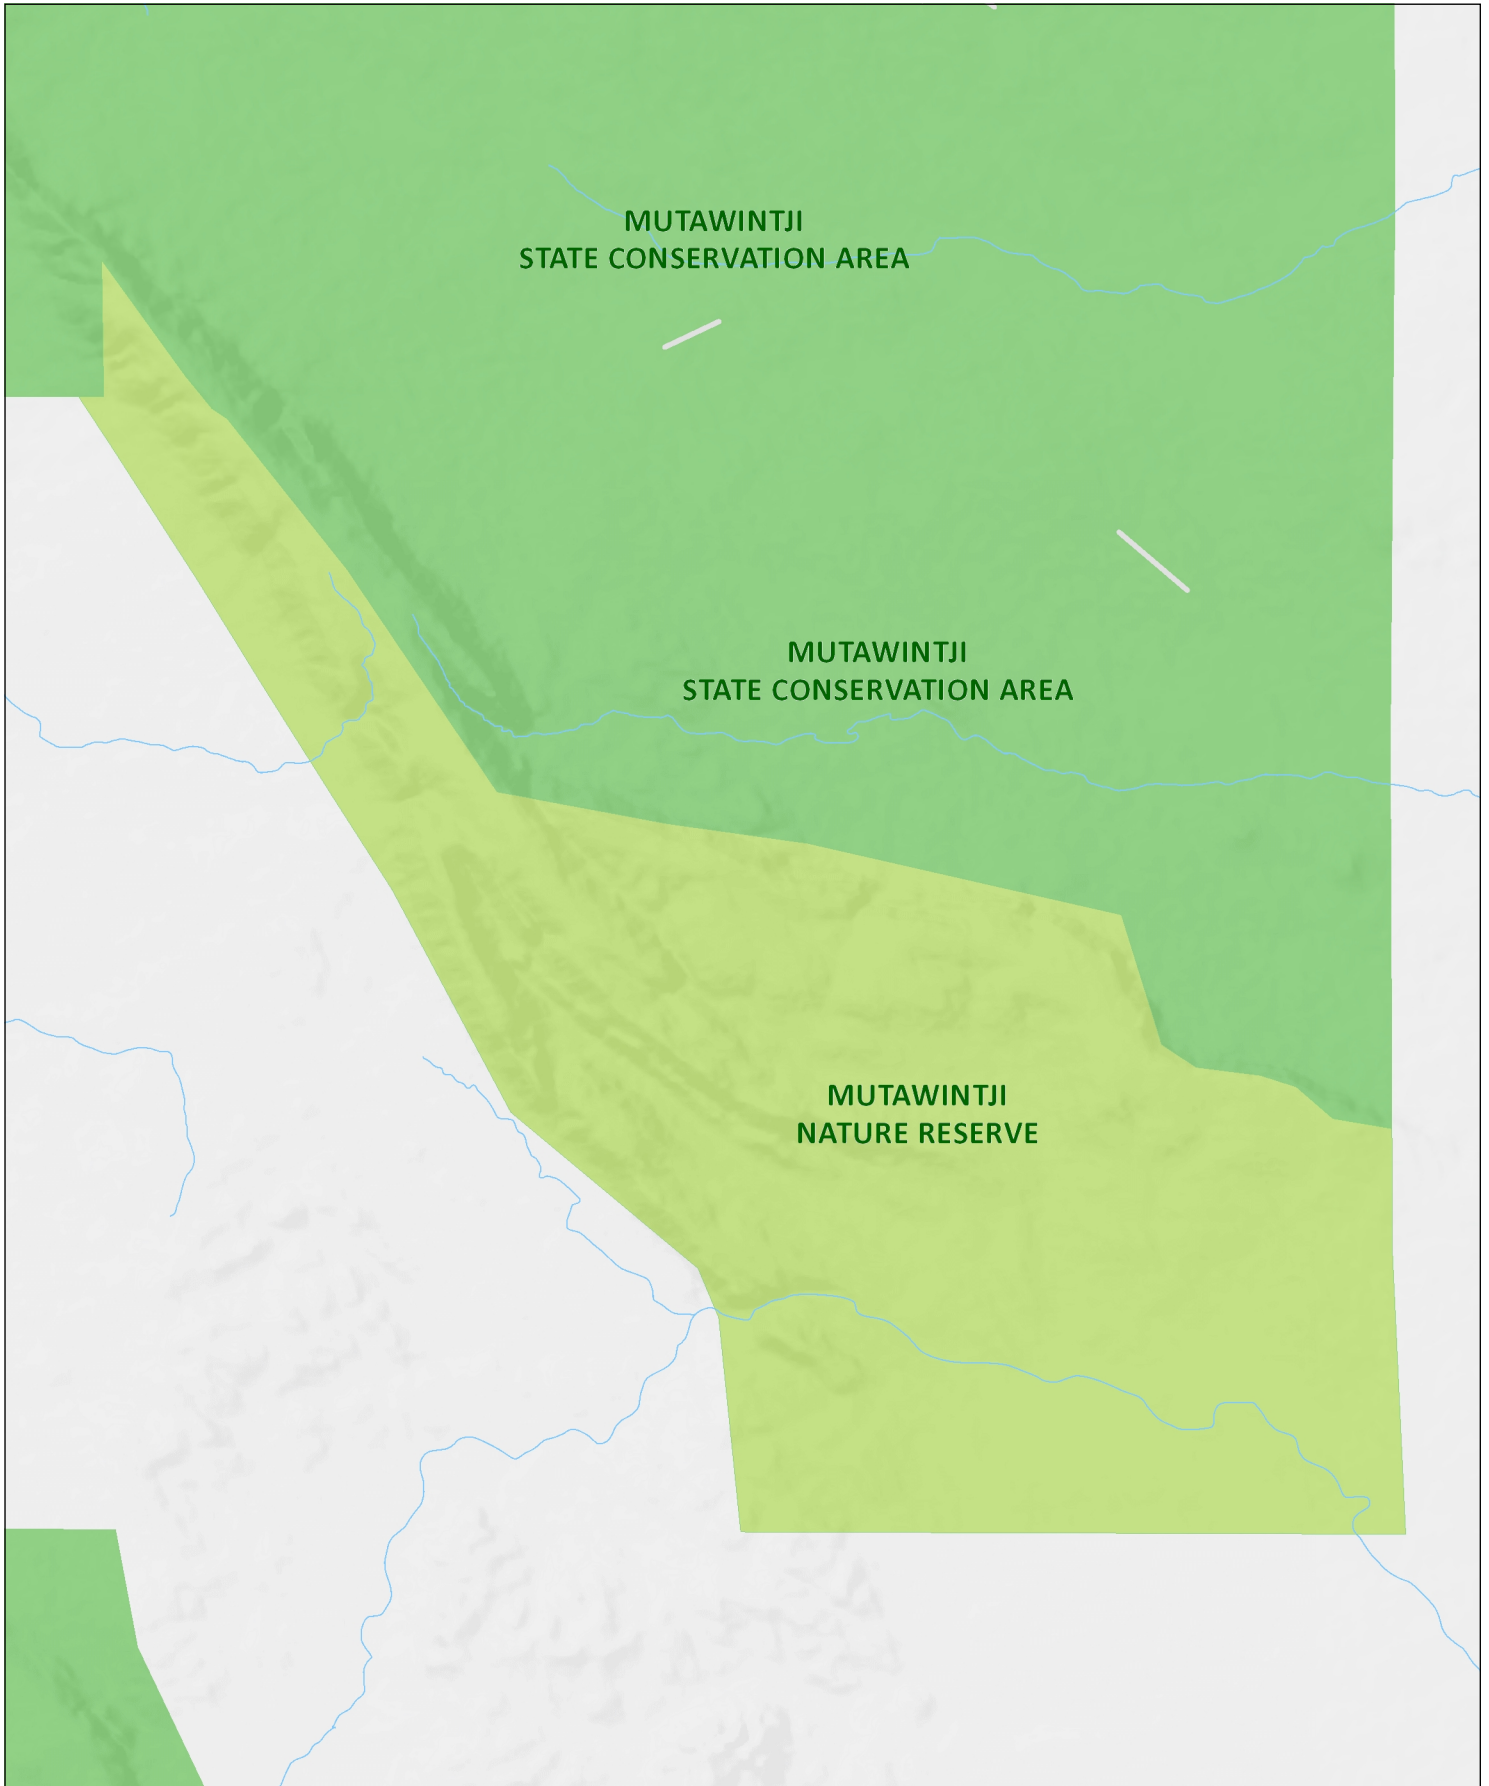 MUTAWINTJI
STATE CONSERVATION AREA
MUTAWINTJI
STATE CONSERVATION AREA
MUTAWINTJI
NATURE RESERVE